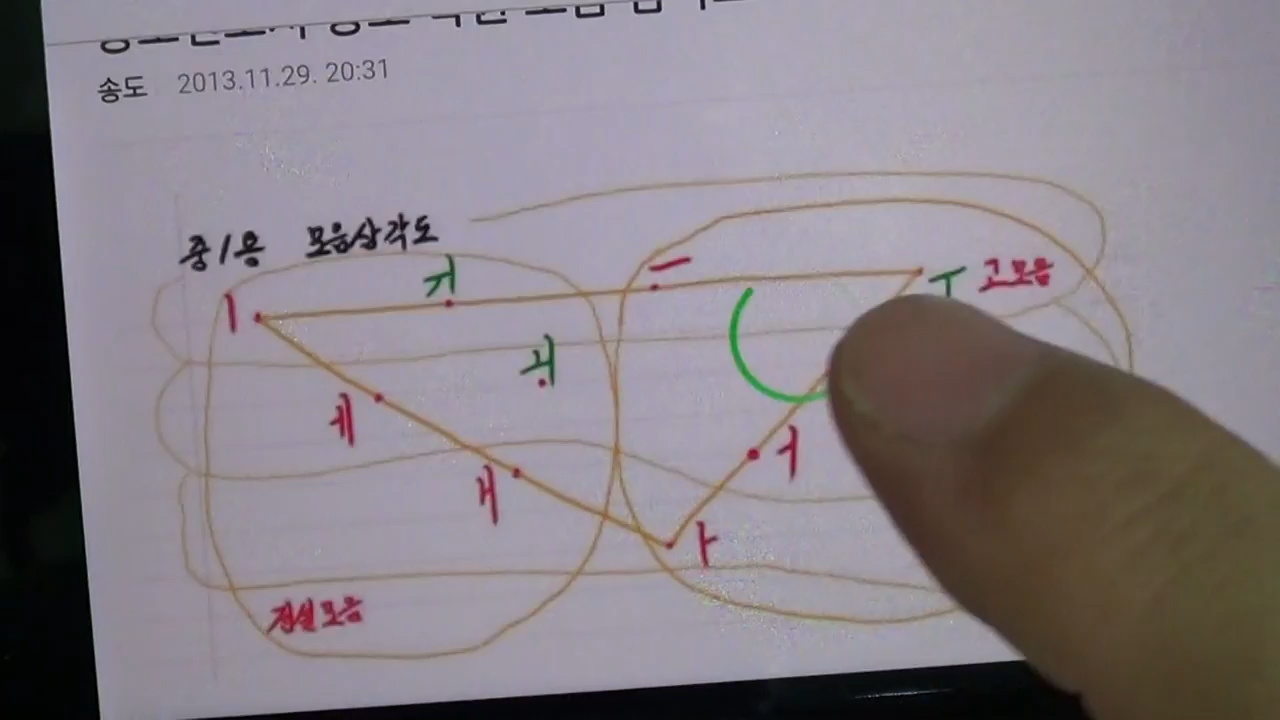 송도 2013.11.29. 20:31
중1용 모음삼각도
ㅣ ㅟ ㅡ ㅜ 고모음
ㅚ
ㅔ
ㅐ ㅓ
ㅏ
전설모음